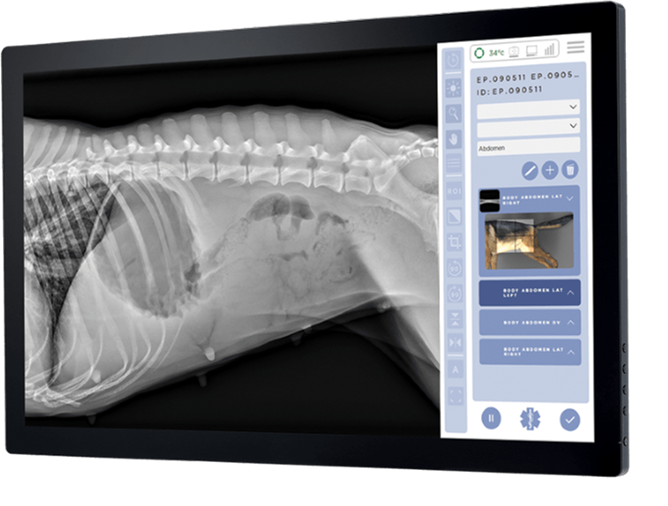 34°C
EP.090511 EP.0905…
ID:EP.090511
Abdomen
BODY ABDOMEN LAT
RIGHT
BODY ABDOMEN LAT
LEFT
BODY ABDOMEN DV
BODY ABDOMEN LAT
RIGHT
A